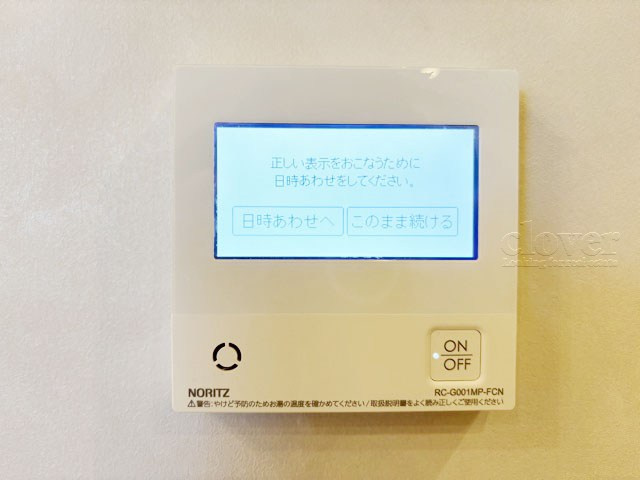 正しい表示をおこなうために
日時あわせをしてください。
日時あわせへ
このまま続ける
clover
ON
OFF
NORITZ
RC-G001MP-FCN
⚠警告:やけど予防のためお湯の温度を確かめてください/取扱説明書をよく読み正しくご使用ください